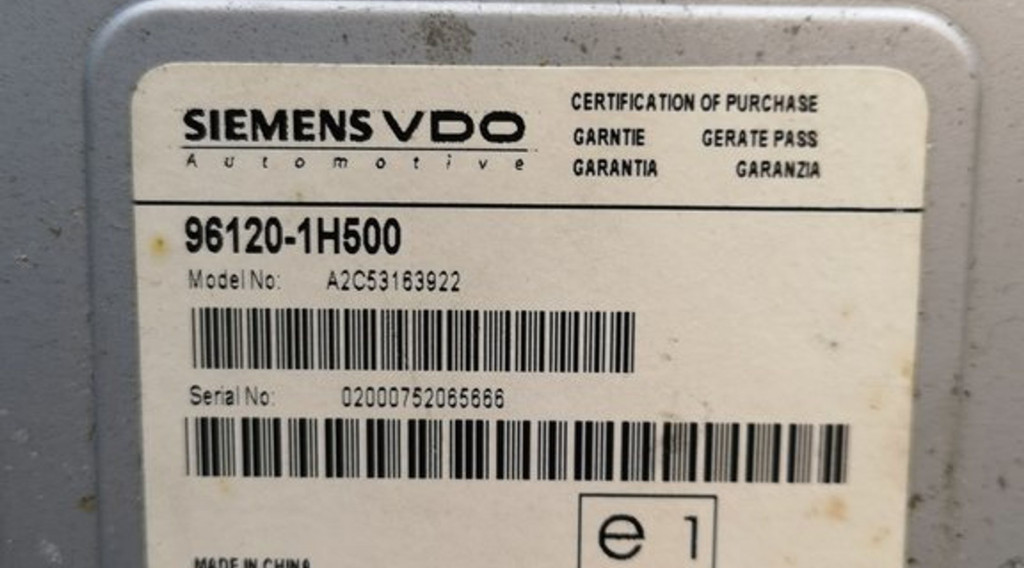 SIEMENS VDO
Automotive
CERTIFICATION OF PURCHASE
GARNTIE GERATE PASS
GARANTIA GARANZIA
96120-1H500
Model No: A2C53163922
Serial No: 02000752065666
e 1
MADE IN CHINA